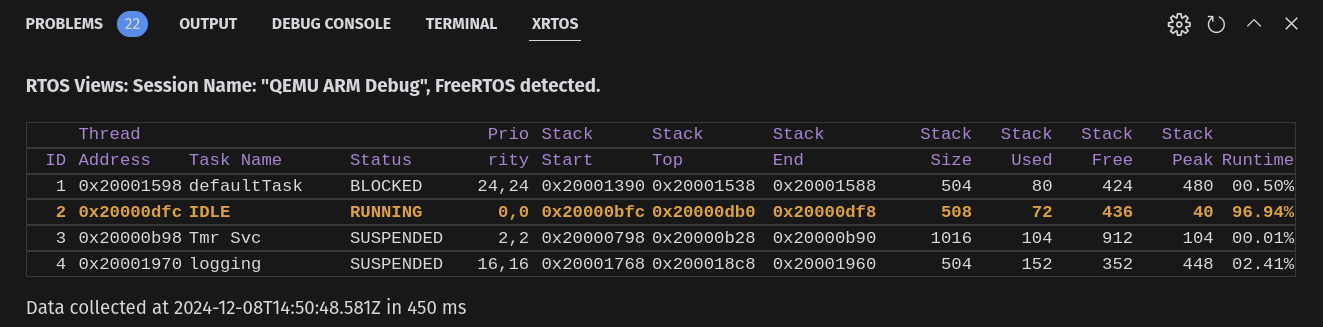 PROBLEMS 22 OUTPUT DEBUG CONSOLE TERMINAL XRTOS
RTOS Views: Session Name: "QEMU ARM Debug", FreeRTOS detected.
Thread Prio Stack Stack Stack Stack Stack Stack Stack
ID Address Task Name Status rity Start Top End Size Used Free Peak Runtime
1 0x20001598 defaultTask BLOCKED 24,24 0x20001390 0x20001538 0x20001588 504 80 424 480 00.50%
2 0x20000dfc IDLE RUNNING 0,0 0x20000bfc 0x20000db0 0x20000df8 508 72 436 40 96.94%
3 0x20000b98 Tmr Svc SUSPENDED 2,2 0x20000798 0x20000b28 0x20000b90 1016 104 912 104 00.01%
4 0x20001970 logging SUSPENDED 16,16 0x20001768 0x200018c8 0x20001960 504 152 352 448 02.41%
Data collected at 2024-12-08T14:50:48.581Z in 450 ms